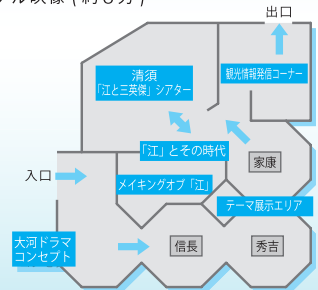 ル映像（約８分）
出口
清須
「江と三英傑」シアター
観光情報発信コーナー
「江」とその時代
家康
入口
メイキングオブ「江」
テーマ展示エリア
大河ドラマ
コンセプト
信長
秀吉